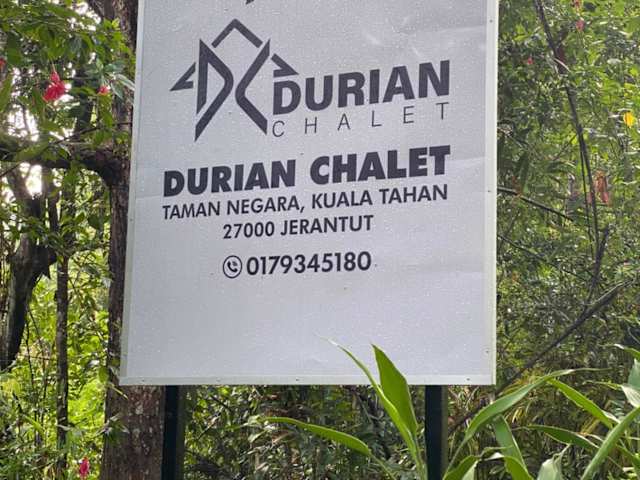 DURIAN
CHALET
DURIAN CHALET
TAMAN NEGARA, KUALA TAHAN
27000 JERANTUT
0179345180